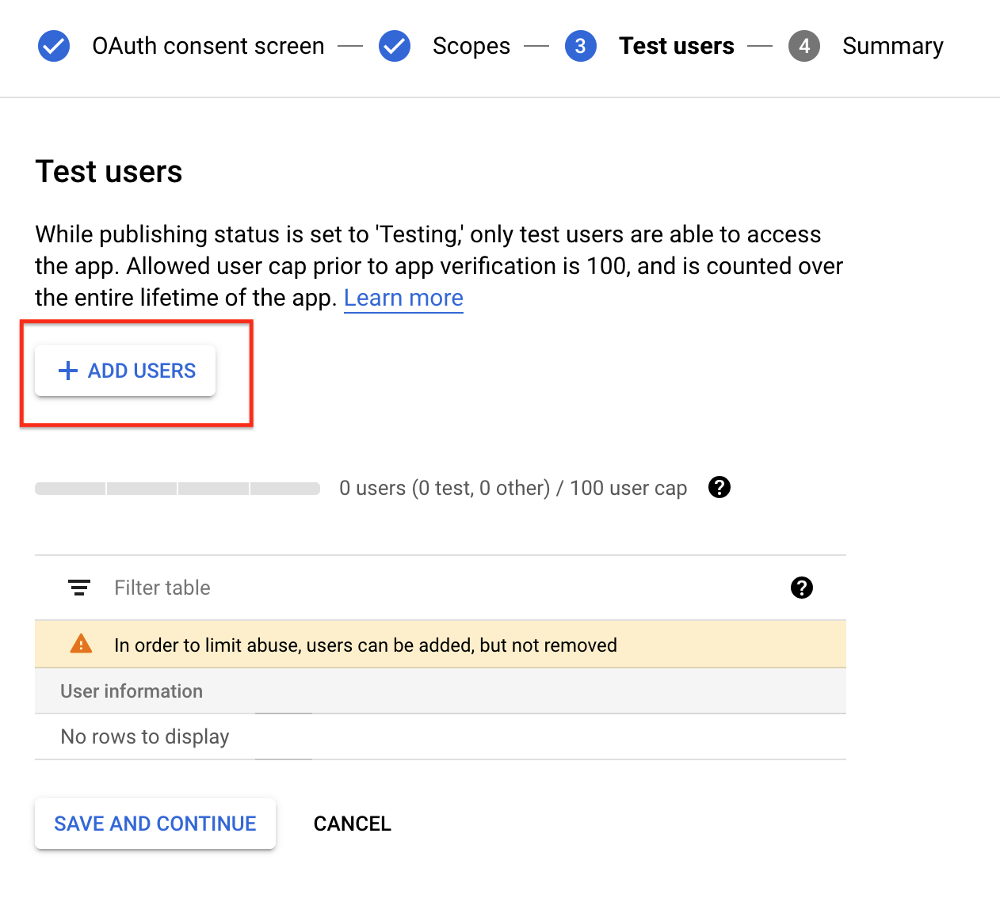 OAuth consent screen — Scopes — 3 Test users — 4 Summary
Test users
While publishing status is set to 'Testing,' only test users are able to access
the app. Allowed user cap prior to app verification is 100, and is counted over
the entire lifetime of the app. Learn more
+ ADD USERS
0 users (0 test, 0 other) / 100 user cap ?
Filter table ?
In order to limit abuse, users can be added, but not removed
User information
No rows to display
SAVE AND CONTINUE CANCEL